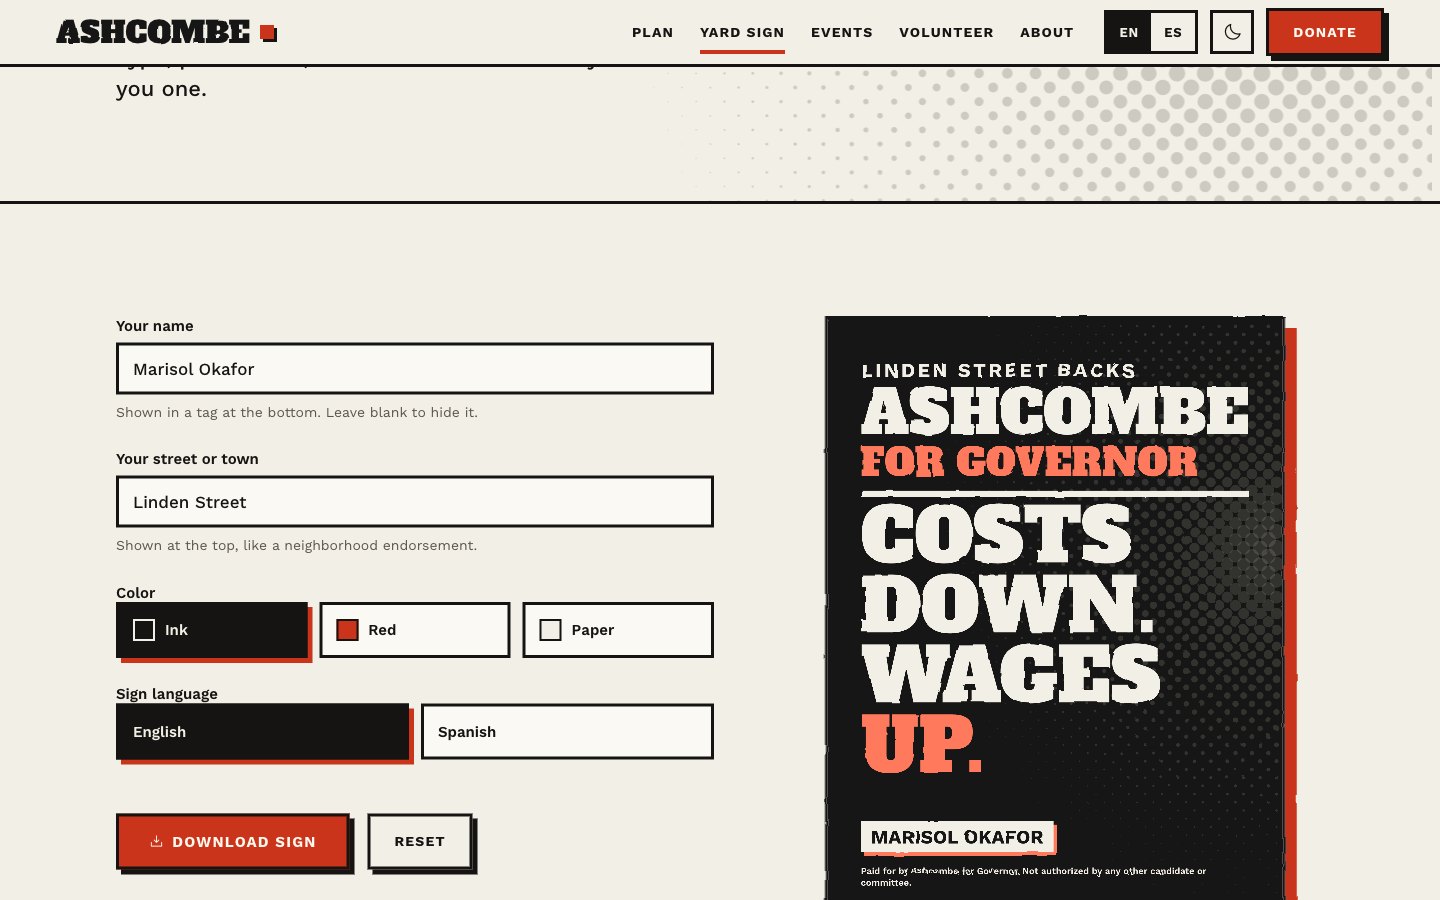 ASHCOMBE
PLAN YARD SIGN EVENTS VOLUNTEER ABOUT EN ES DONATE
you one.
Your name
Marisol Okafor
Shown in a tag at the bottom. Leave blank to hide it.
Your street or town
Linden Street
Shown at the top, like a neighborhood endorsement.
Color
Ink Red Paper
Sign language
English Spanish
DOWNLOAD SIGN RESET
LINDEN STREET BACKS
ASHCOMBE
FOR GOVERNOR
COSTS
DOWN.
WAGES
UP.
MARISOL OKAFOR
Paid for by Ashcombe for Governor. Not authorized by any other candidate or
committee.